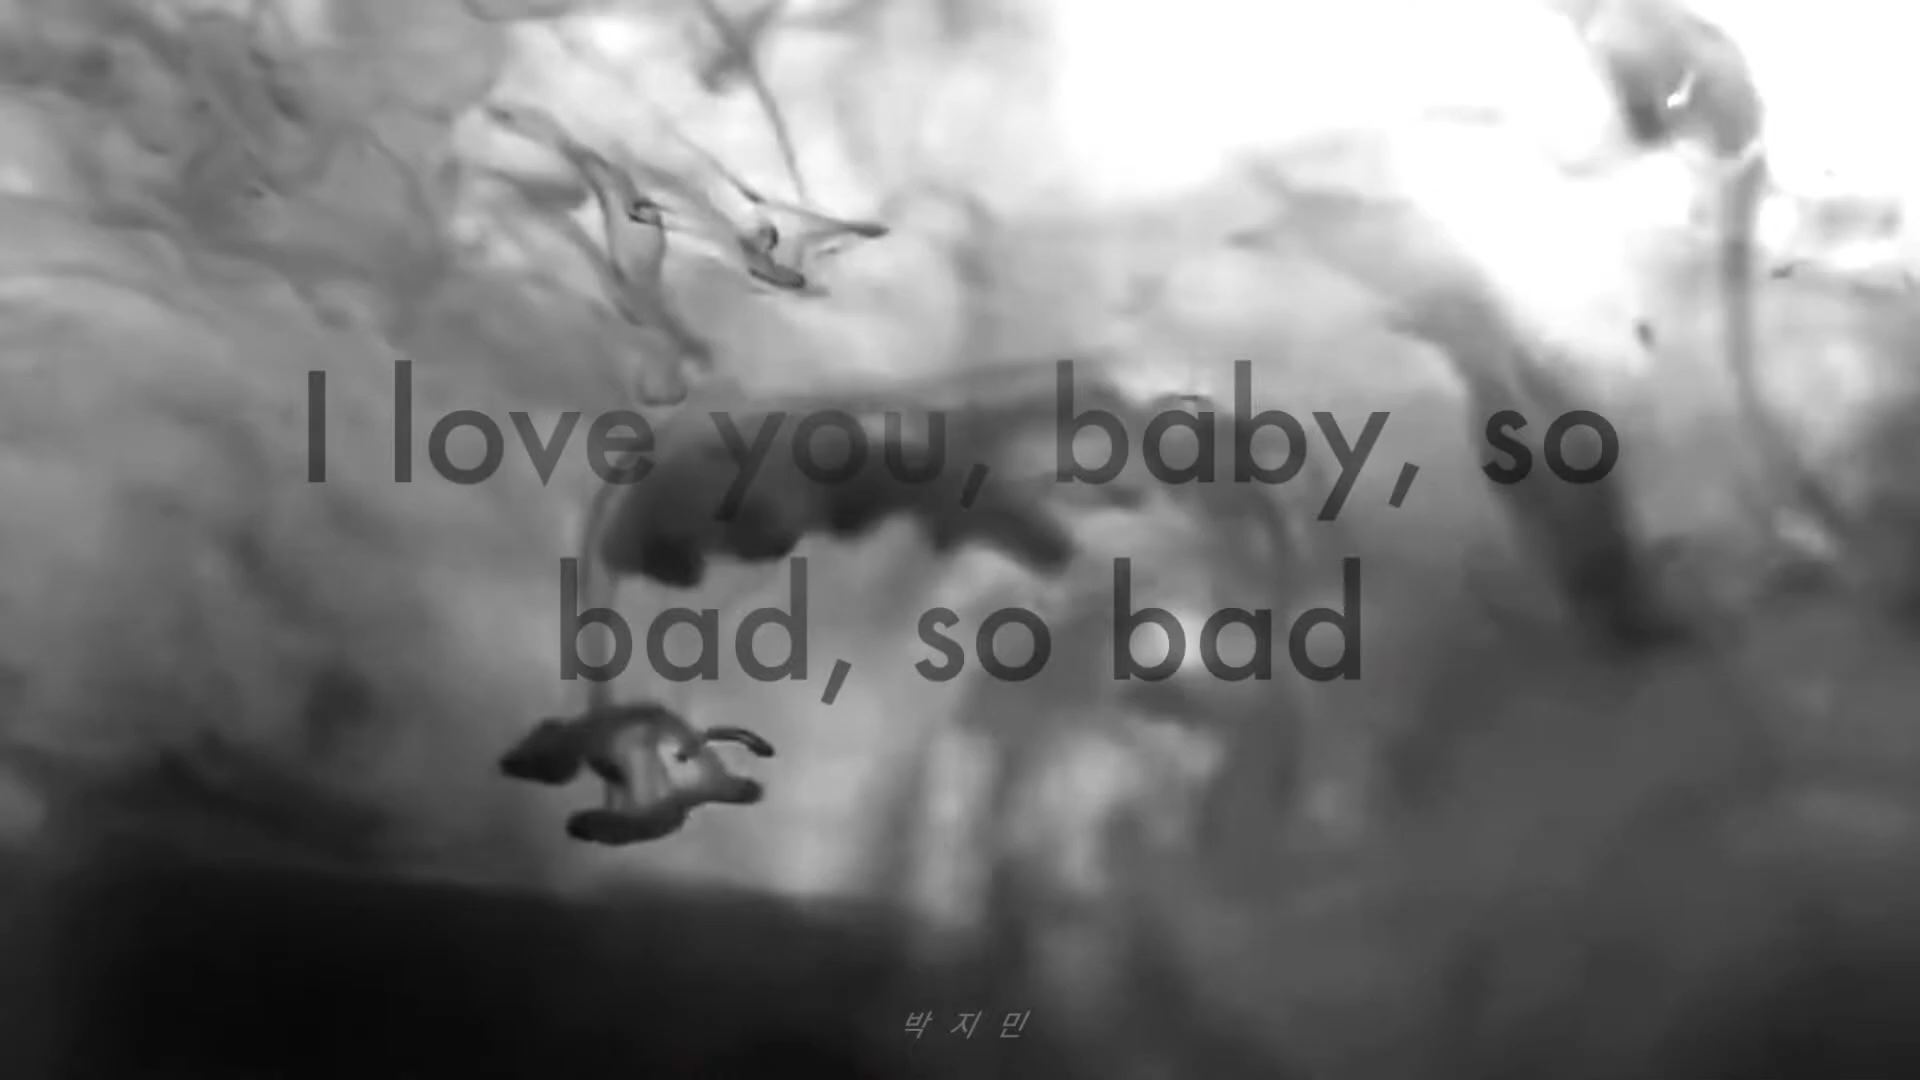 I love you, baby, so
bad, so bad
박 지 민